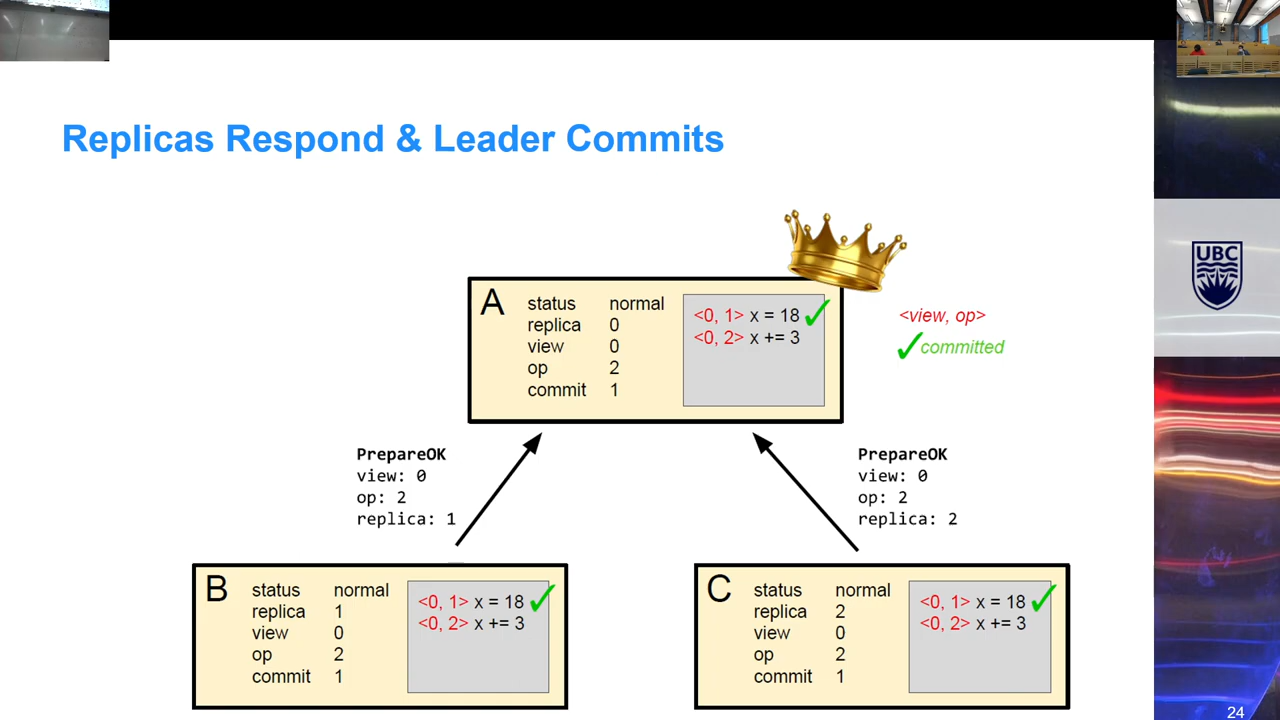 Replicas Respond & Leader Commits
A
status normal
replica 0
view 0
op 2
commit 1
<0, 1> x = 18
<0, 2> x += 3
<view, op>
committed
PrepareOK
view: 0
op: 2
replica: 1
PrepareOK
view: 0
op: 2
replica: 2
B
status normal
replica 1
view 0
op 2
commit 1
<0, 1> x = 18
<0, 2> x += 3
C
status normal
replica 2
view 0
op 2
commit 1
<0, 1> x = 18
<0, 2> x += 3
UBC
24